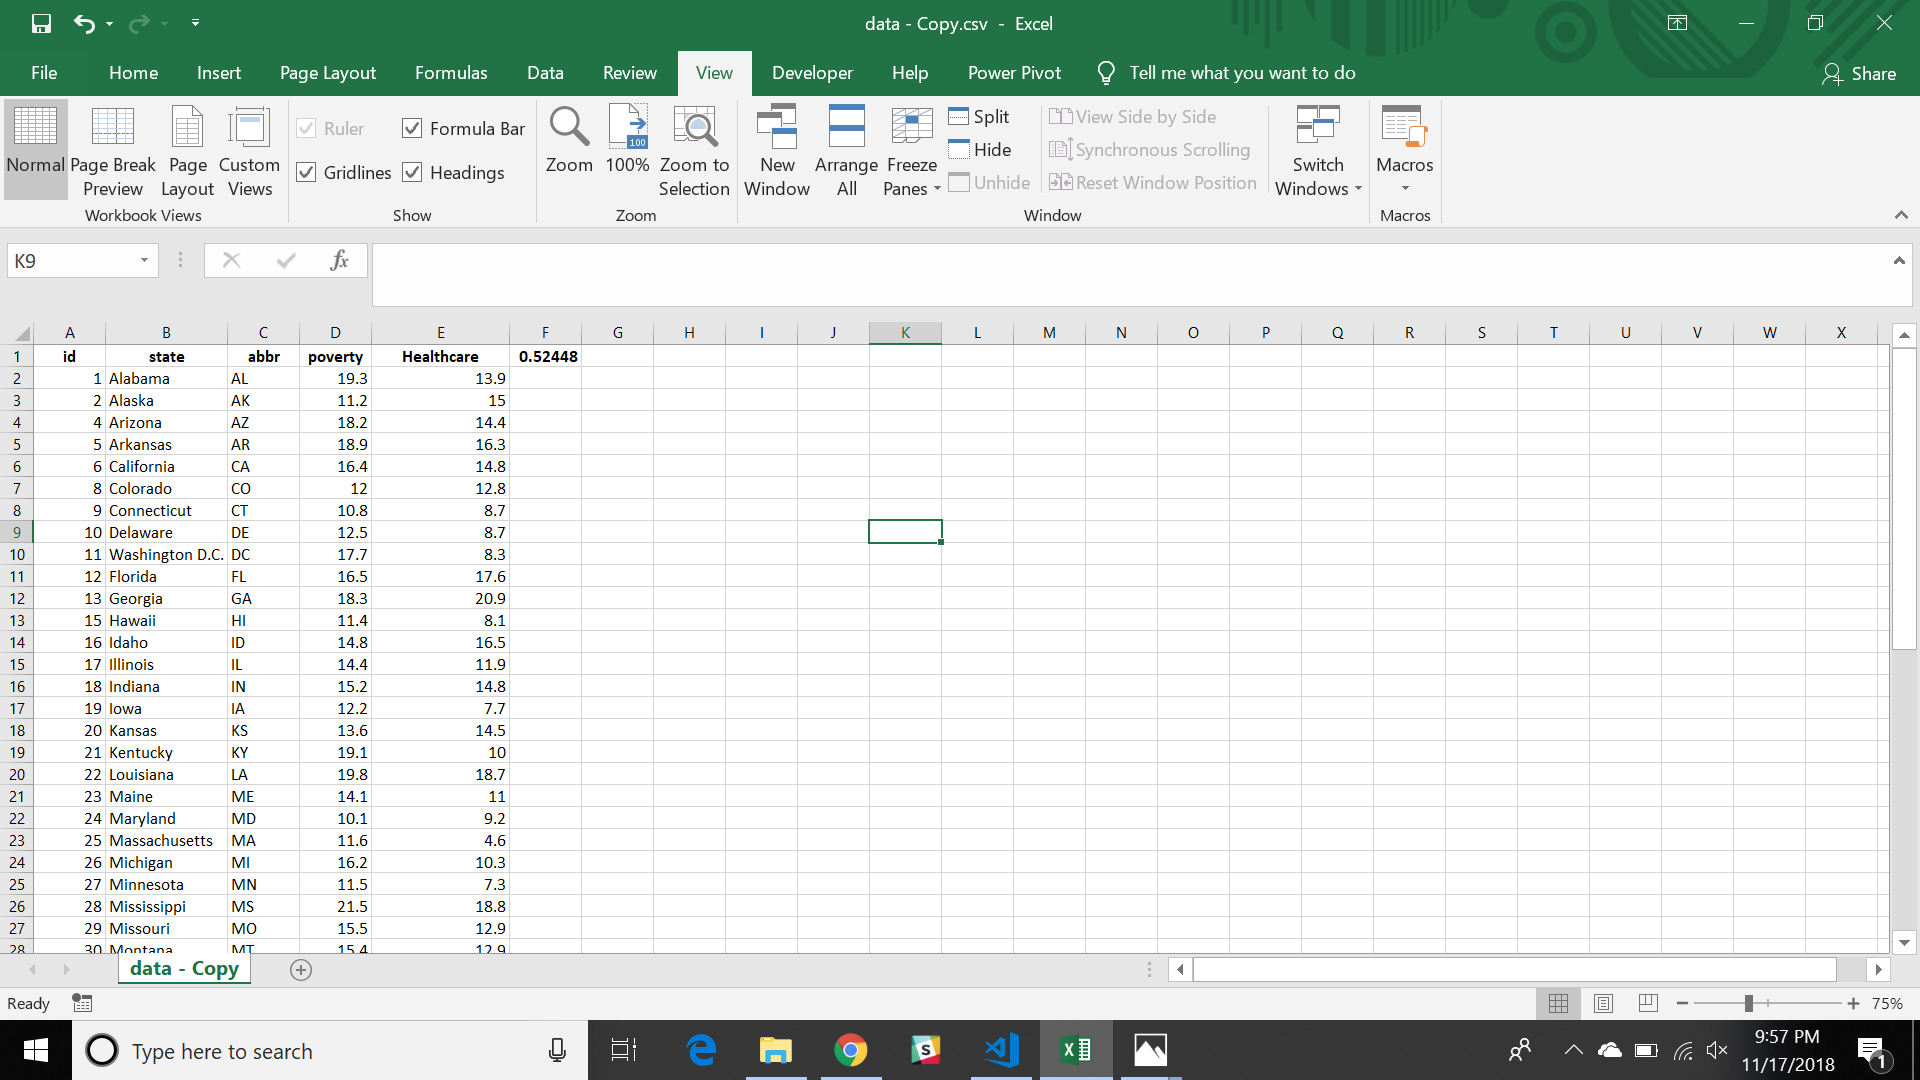 data - Copy.csv - Excel
File Home Insert Page Layout Formulas Data Review View Developer Help Power Pivot Tell me what you want to do Share
Normal Page Break Preview Page Layout Custom Views
Workbook Views
Ruler Formula Bar
Gridlines Headings
Show
Zoom 100% Zoom to Selection
100
Zoom
New Window Arrange All Freeze Panes
Split
Hide
Unhide
View Side by Side
Synchronous Scrolling
Reset Window Position
Switch Windows
Window
Macros
Macros
K9 fx
A B C D E F G H I J K L M N O P Q R S T U V W X
1 id state abbr poverty Healthcare 0.52448
2 1 Alabama AL 19.3 13.9
3 2 Alaska AK 11.2 15
4 4 Arizona AZ 18.2 14.4
5 5 Arkansas AR 18.9 16.3
6 6 California CA 16.4 14.8
7 8 Colorado CO 12 12.8
8 9 Connecticut CT 10.8 8.7
9 10 Delaware DE 12.5 8.7
10 11 Washington D.C. DC 17.7 8.3
11 12 Florida FL 16.5 17.6
12 13 Georgia GA 18.3 20.9
13 15 Hawaii HI 11.4 8.1
14 16 Idaho ID 14.8 16.5
15 17 Illinois IL 14.4 11.9
16 18 Indiana IN 15.2 14.8
17 19 Iowa IA 12.2 7.7
18 20 Kansas KS 13.6 14.5
19 21 Kentucky KY 19.1 10
20 22 Louisiana LA 19.8 18.7
21 23 Maine ME 14.1 11
22 24 Maryland MD 10.1 9.2
23 25 Massachusetts MA 11.6 4.6
24 26 Michigan MI 16.2 10.3
25 27 Minnesota MN 11.5 7.3
26 28 Mississippi MS 21.5 18.8
27 29 Missouri MO 15.5 12.9
28 30 Montana MT 15.4 12.9
data - Copy
Ready 75%
Type here to search
9:57 PM
11/17/2018
1